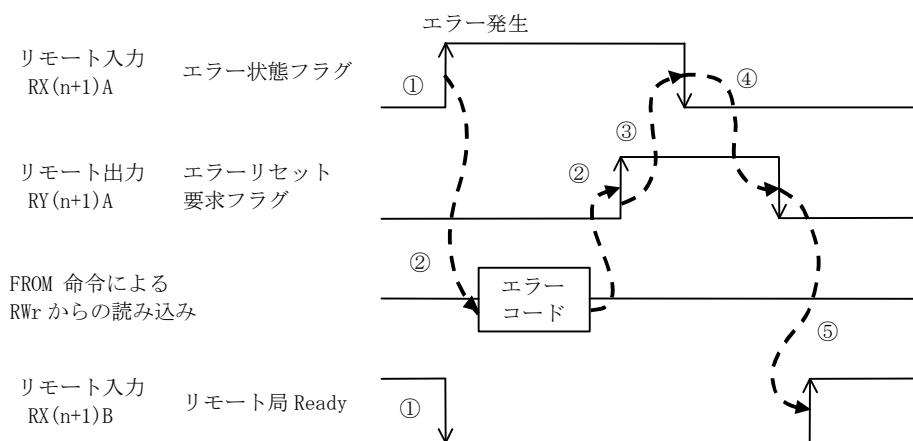 エラー発生
リモート入力
RX(n+1)A
エラー状態フラグ
①
④
③
リモート出力
RY(n+1)A
エラーリセット
要求フラグ
②
②
FROM 命令による
RWr からの読み込み
エラー
コード
⑤
リモート入力
RX(n+1)B
リモート局 Ready
①